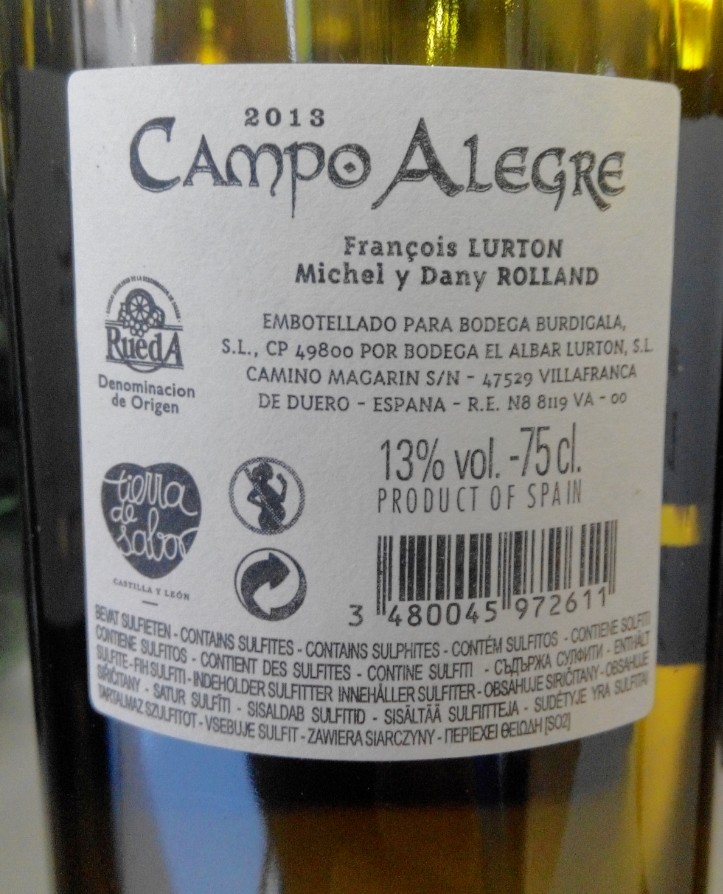 2013
CAMPO ALEGRE
François LURTON
Michel y Dany ROLLAND
EMBOTELLADO PARA BODEGA BURDIGALA,
S.L., CP 49800 POR BODEGA EL ALBAR LURTON, S.L
CAMINO MAGARIN S/N - 47529 VILLAFRANCA
DE DUERO - ESPANA - R.E. N8 8119 VA - 00
RuedA
Denominacion
de Origen
13% vol. -75 cl.
PRODUCT OF SPAIN
tierra
de
sabor
CASTILLA Y LEÓN
3 480045 972611
BEVAT SULFIETEN - CONTAINS SULFITES - CONTAINS SULPHITES - CONTÉM SULFITOS - CONTIENE SOLFITI
CONTIENE SULFITOS - CONTIENT DES SULFITES - CONTINE SULFITI - СЪДЪРЖА СУЛФИТИ - ENTHÄLT
SULFITE - FIH SULFITI - INDEHOLDER SULFITTER INNEHÅLLER SULFITER - OBSAHUJE SIRIČITANY - OBSAHUJE
SIŘIČITANY - SATUR SULFĪTI - SISALDAB SULFITID - SISÄLTÄÄ SULFIITTEJA - SUDĖTYJE YRA SULFITAI
TARTALMAZ SZULFITOT - VSEBUJE SULFIT - ZAWIERA SIARCZYNY - ΠΕΡΙΕΧΕΙ ΘΕΙΩΔΗ [SO2]